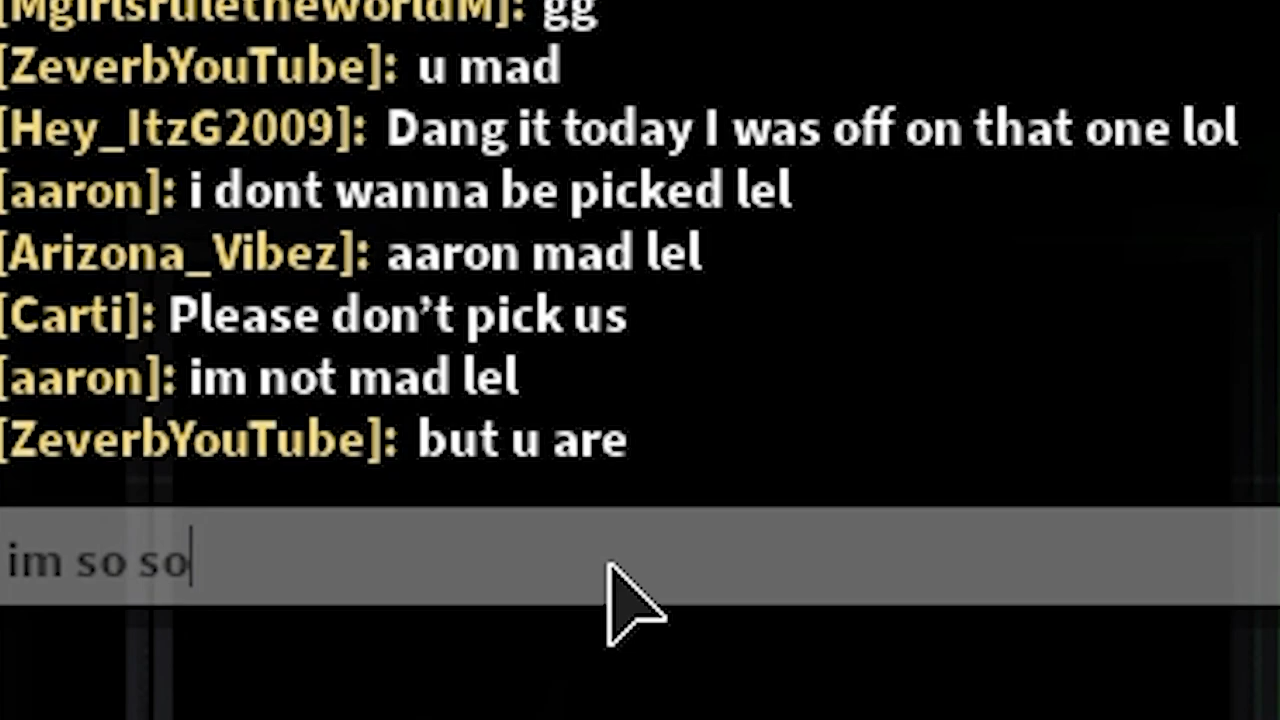 [MgirlsruletheworldM]: gg
[ZeverbYouTube]: u mad
[Hey_ItzG2009]: Dang it today I was off on that one lol
[aaron]: i dont wanna be picked lel
[Arizona_Vibez]: aaron mad lel
[Carti]: Please don’t pick us
[aaron]: im not mad lel
[ZeverbYouTube]: but u are
im so so